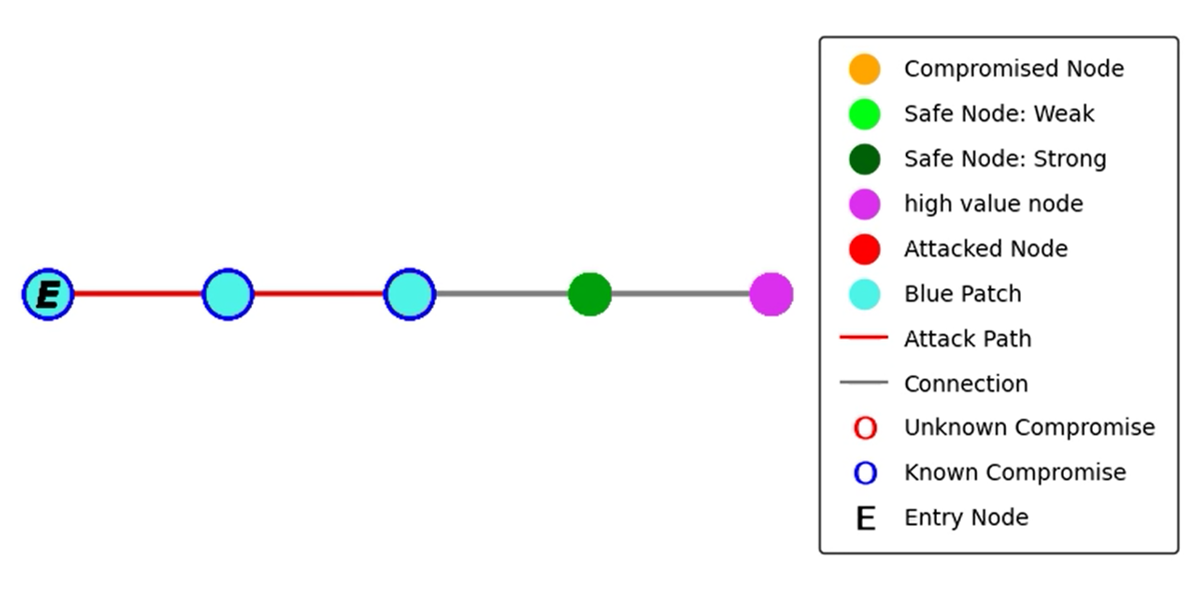 E
Compromised Node
Safe Node: Weak
Safe Node: Strong
high value node
Attacked Node
Blue Patch
Attack Path
Connection
O Unknown Compromise
O Known Compromise
E Entry Node